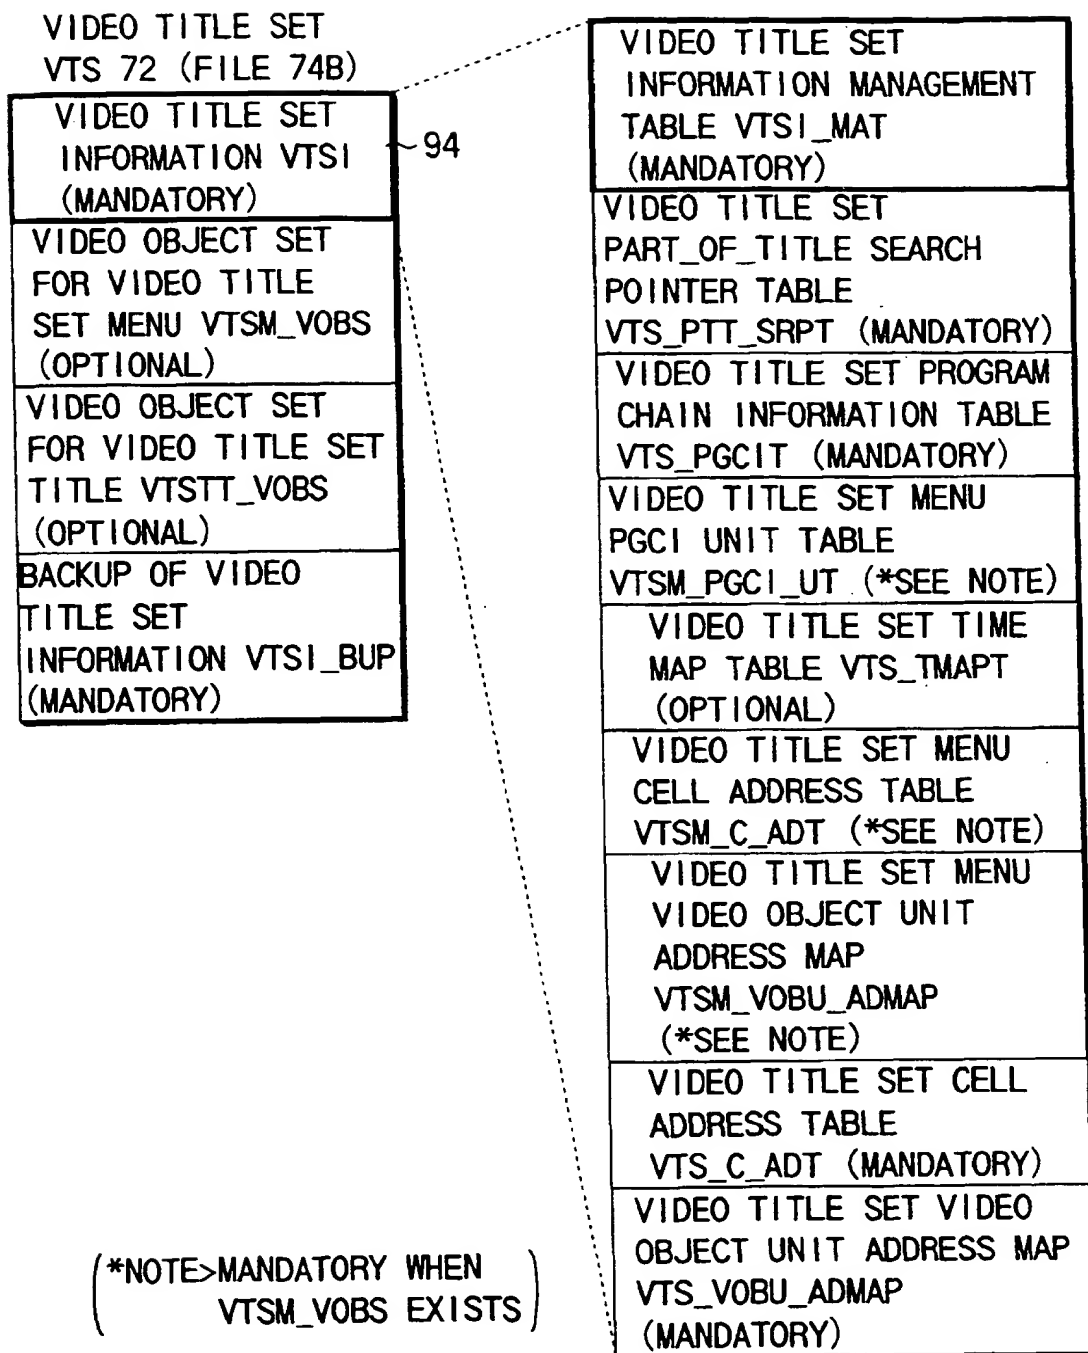 VIDEO TITLE SET
VTS 72 (FILE 74B)
VIDEO TITLE SET
INFORMATION VTSI
(MANDATORY)
94
VIDEO OBJECT SET
FOR VIDEO TITLE
SET MENU VTSM_VOBS
(OPTIONAL)
VIDEO OBJECT SET
FOR VIDEO TITLE SET
TITLE VTSTT_VOBS
(OPTIONAL)
BACKUP OF VIDEO
TITLE SET
INFORMATION VTSI_BUP
(MANDATORY)
VIDEO TITLE SET
INFORMATION MANAGEMENT
TABLE VTSI_MAT
(MANDATORY)
VIDEO TITLE SET
PART_OF_TITLE SEARCH
POINTER TABLE
VTS_PTT_SRPT (MANDATORY)
VIDEO TITLE SET PROGRAM
CHAIN INFORMATION TABLE
VTS_PGCIT (MANDATORY)
VIDEO TITLE SET MENU
PGCI UNIT TABLE
VTSM_PGCI_UT (*SEE NOTE)
VIDEO TITLE SET TIME
MAP TABLE VTS_TMAPT
(OPTIONAL)
VIDEO TITLE SET MENU
CELL ADDRESS TABLE
VTSM_C_ADT (*SEE NOTE)
VIDEO TITLE SET MENU
VIDEO OBJECT UNIT
ADDRESS MAP
VTSM_VOBU_ADMAP
(*SEE NOTE)
VIDEO TITLE SET CELL
ADDRESS TABLE
VTS_C_ADT (MANDATORY)
VIDEO TITLE SET VIDEO
OBJECT UNIT ADDRESS MAP
VTS_VOBU_ADMAP
(MANDATORY)
(*NOTE>MANDATORY WHEN
VTSM_VOBS EXISTS)